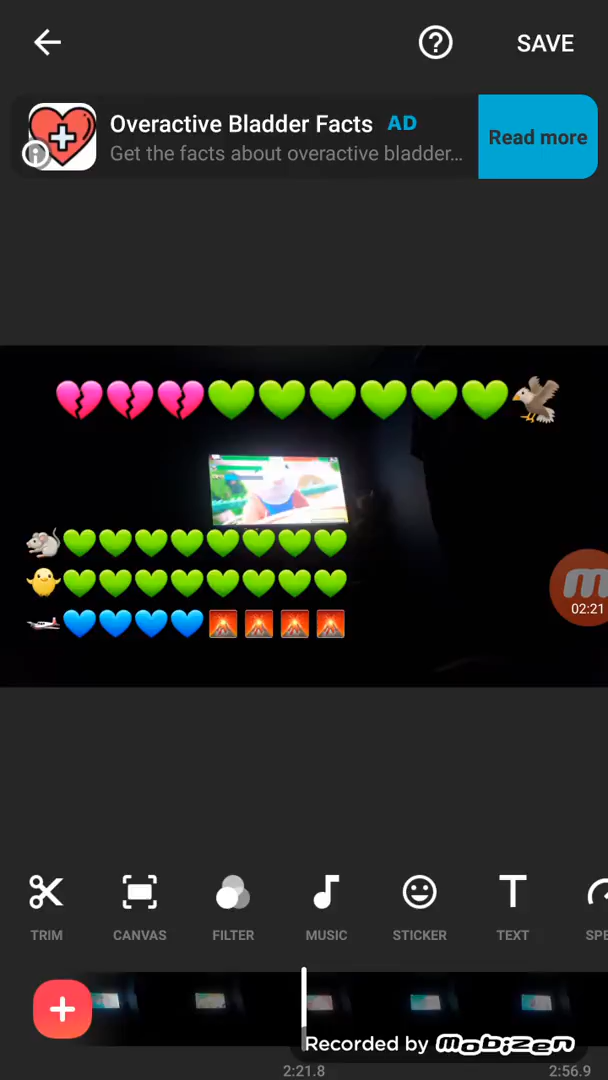 SAVE
Overactive Bladder Facts AD
Get the facts about overactive bladder...
Read more
02:21
TRIM CANVAS FILTER MUSIC STICKER TEXT SPE
Recorded by mobizen
2:21.8 2:56.9